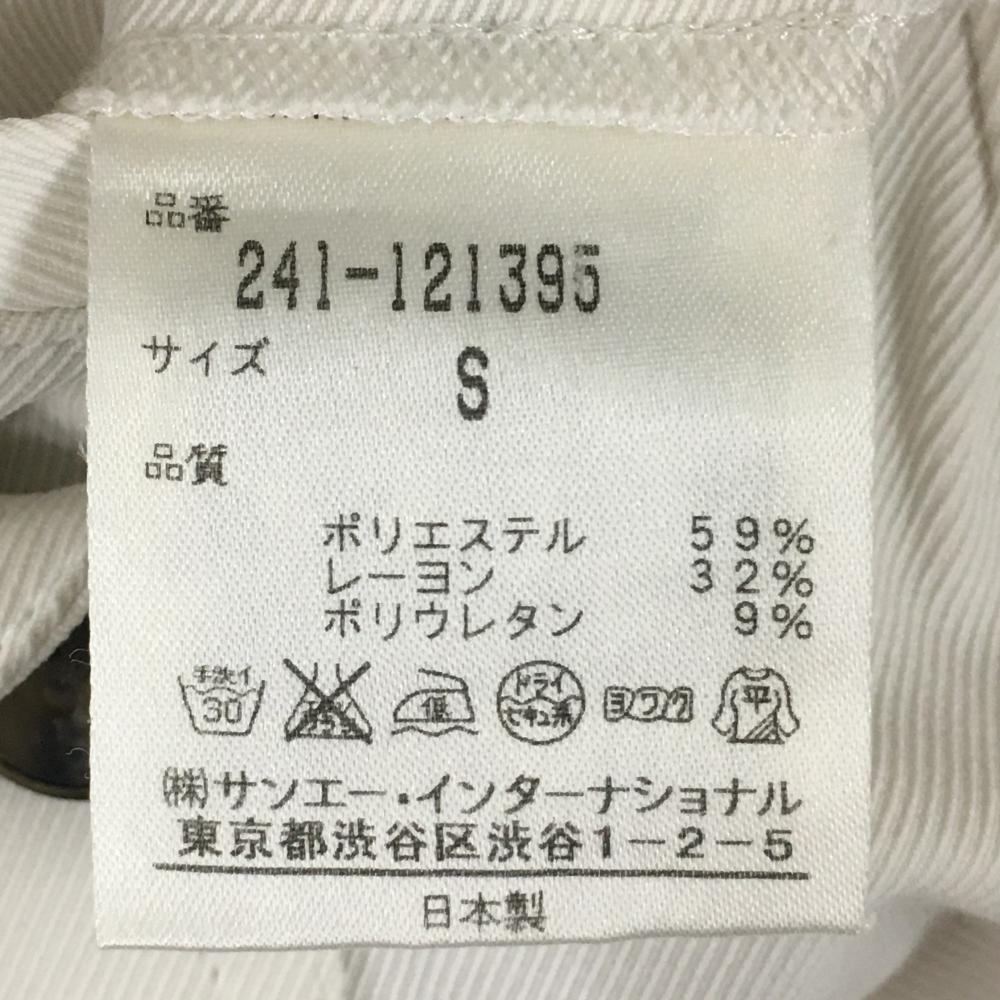 品番
241-121395
サイズ
S
品質
ポリエステル 59%
レーヨン 32%
ポリウレタン 9%
手洗イ 30 低 ドライ セキユ系 ヨワク 平
㈱サンエー・インターナショナル
東京都渋谷区渋谷1-2-5
日本製